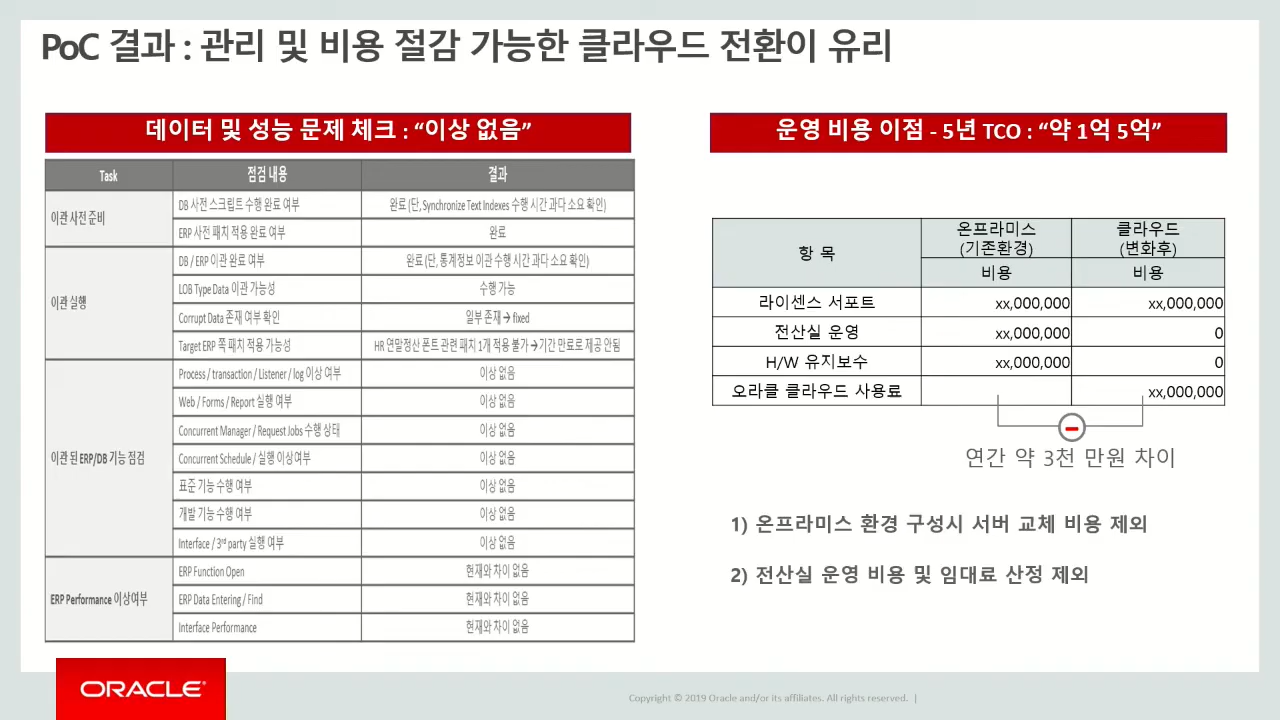 PoC 결과 : 관리 및 비용 절감 가능한 클라우드 전환이 유리
데이터 및 성능 문제 체크 : “이상 없음”
Task 점검 내용 결과
이관 사전 준비
DB 사전 스크립트 수행 완료 여부 완료 (단, Synchronize Text Indexes 수행 시간 과다 소요 확인)
ERP 사전 패치 적용 완료 여부 완료
이관 실행
DB / ERP 이관 완료 여부 완료 (단, 통계정보 이관 수행 시간 과다 소요 확인)
LOB Type Data 이관 가능성 수행 가능
Corrupt Data 존재 여부 확인 일부 존재 → fixed
Target ERP 쪽 패치 적용 가능성 HR 연말정산 폰트 관련 패치 1개 적용 불가 → 기간 만료로 제공 안됨
이관 된 ERP/DB 기능 점검
Process / transaction / Listener / log 이상 여부 이상 없음
Web / Forms / Report 실행 여부 이상 없음
Concurrent Manager / Request Jobs 수행 상태 이상 없음
Concurrent Schedule / 실행 이상여부 이상 없음
표준 기능 수행 여부 이상 없음
개발 기능 수행 여부 이상 없음
Interface / 3rd party 실행 여부 이상 없음
ERP Performance 이상여부
ERP Function Open 현재와 차이 없음
ERP Data Entering / Find 현재와 차이 없음
Interface Performance 현재와 차이 없음
운영 비용 이점 - 5년 TCO : “약 1억 5억”
항 목 온프라미스 클라우드
(기존환경) (변화후)
비용 비용
라이센스 서포트 xx,000,000 xx,000,000
전산실 운영 xx,000,000 0
H/W 유지보수 xx,000,000 0
오라클 클라우드 사용료 xx,000,000
연간 약 3천 만원 차이
1) 온프라미스 환경 구성시 서버 교체 비용 제외
2) 전산실 운영 비용 및 임대료 산정 제외
ORACLE®
Copyright © 2019 Oracle and/or its affiliates. All rights reserved. |